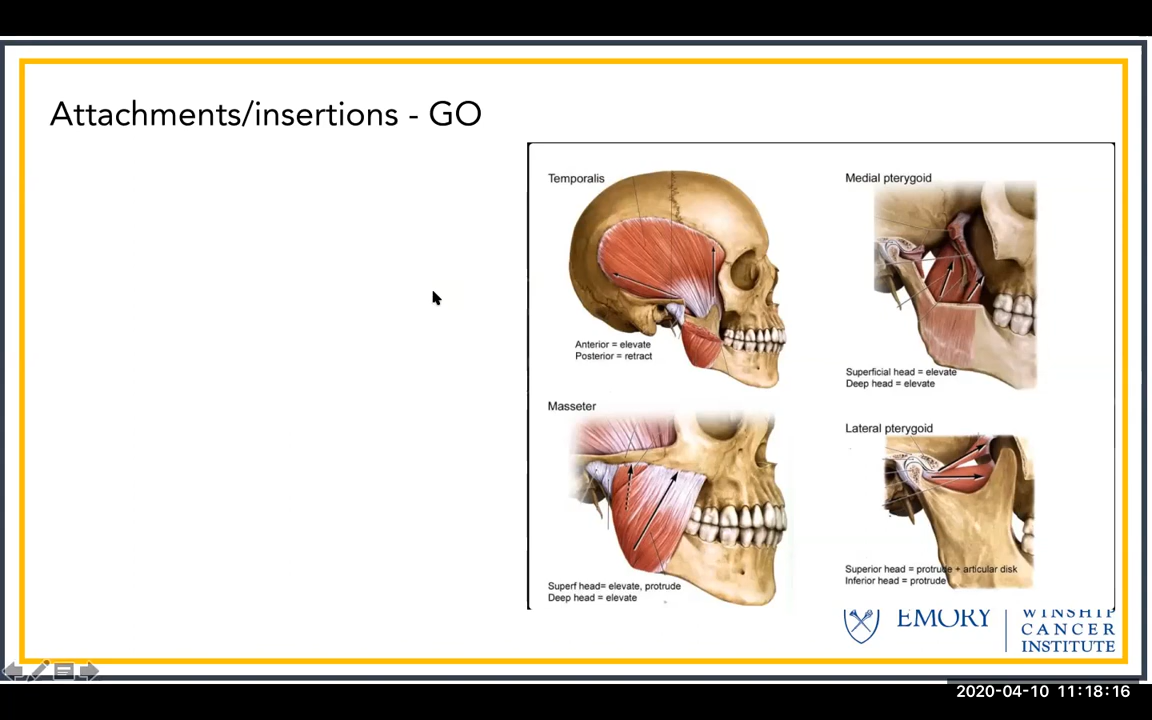 Attachments/insertions - GO
Temporalis
Anterior = elevate
Posterior = retract
Medial pterygoid
Superficial head = elevate
Deep head = elevate
Masseter
Superf head= elevate, protrude
Deep head = elevate
Lateral pterygoid
Superior head = protrude + articular disk
Inferior head = protrude
EMORY
WINSHIP
CANCER
INSTITUTE
2020-04-10 11:18:16